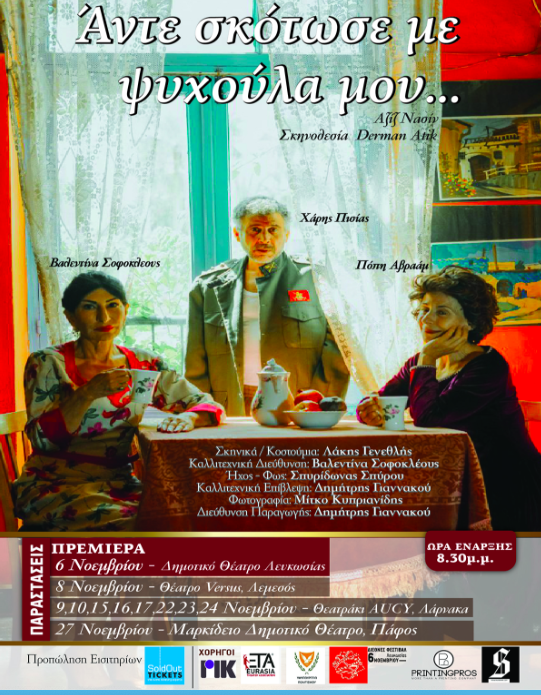 Άντε σκότωσε με
ψυχούλα μου...
Αζίζ Νασίν
Σκηνοθεσία Derman Atik
Χάρης Πισίας
Βαλεντίνα Σοφοκλέους
Πόπη Αβραάμ
Σκηνικά / Κοστούμια: Λάκης Γενεθλής
Καλλιτεχνική Διεύθυνση: Βαλεντίνα Σοφοκλέους
Ήχος - Φως: Σπυρίδωνας Σπύρου
Καλλιτεχνική Επίβλεψη: Δημήτρης Γιαννακού
Φωτογραφία: Μίτκο Κυπριανίδης
Διεύθυνση Παραγωγής: Δημήτρης Γιαννακού
ΠΑΡΑΣΤΑΣΕΙΣ
ΠΡΕΜΙΕΡΑ
ΩΡΑ ΕΝΑΡΞΗΣ
8.30μ.μ.
6 Νοεμβρίου - Δημοτικό Θέατρο Λευκωσίας
8 Νοεμβρίου - Θέατρο Versus, Λεμεσός
9,10,15,16,17,22,23,24 Νοεμβρίου - Θεατράκι AUCY, Λάρνακα
27 Νοεμβρίου - Μαρκίδειο Δημοτικό Θέατρο, Πάφος
Προπώληση Εισιτηρίων
SoldOut
TICKETS
ΧΟΡΗΓΟΙ
ΡΙΚ
EURASIA
PRINTINGPROS